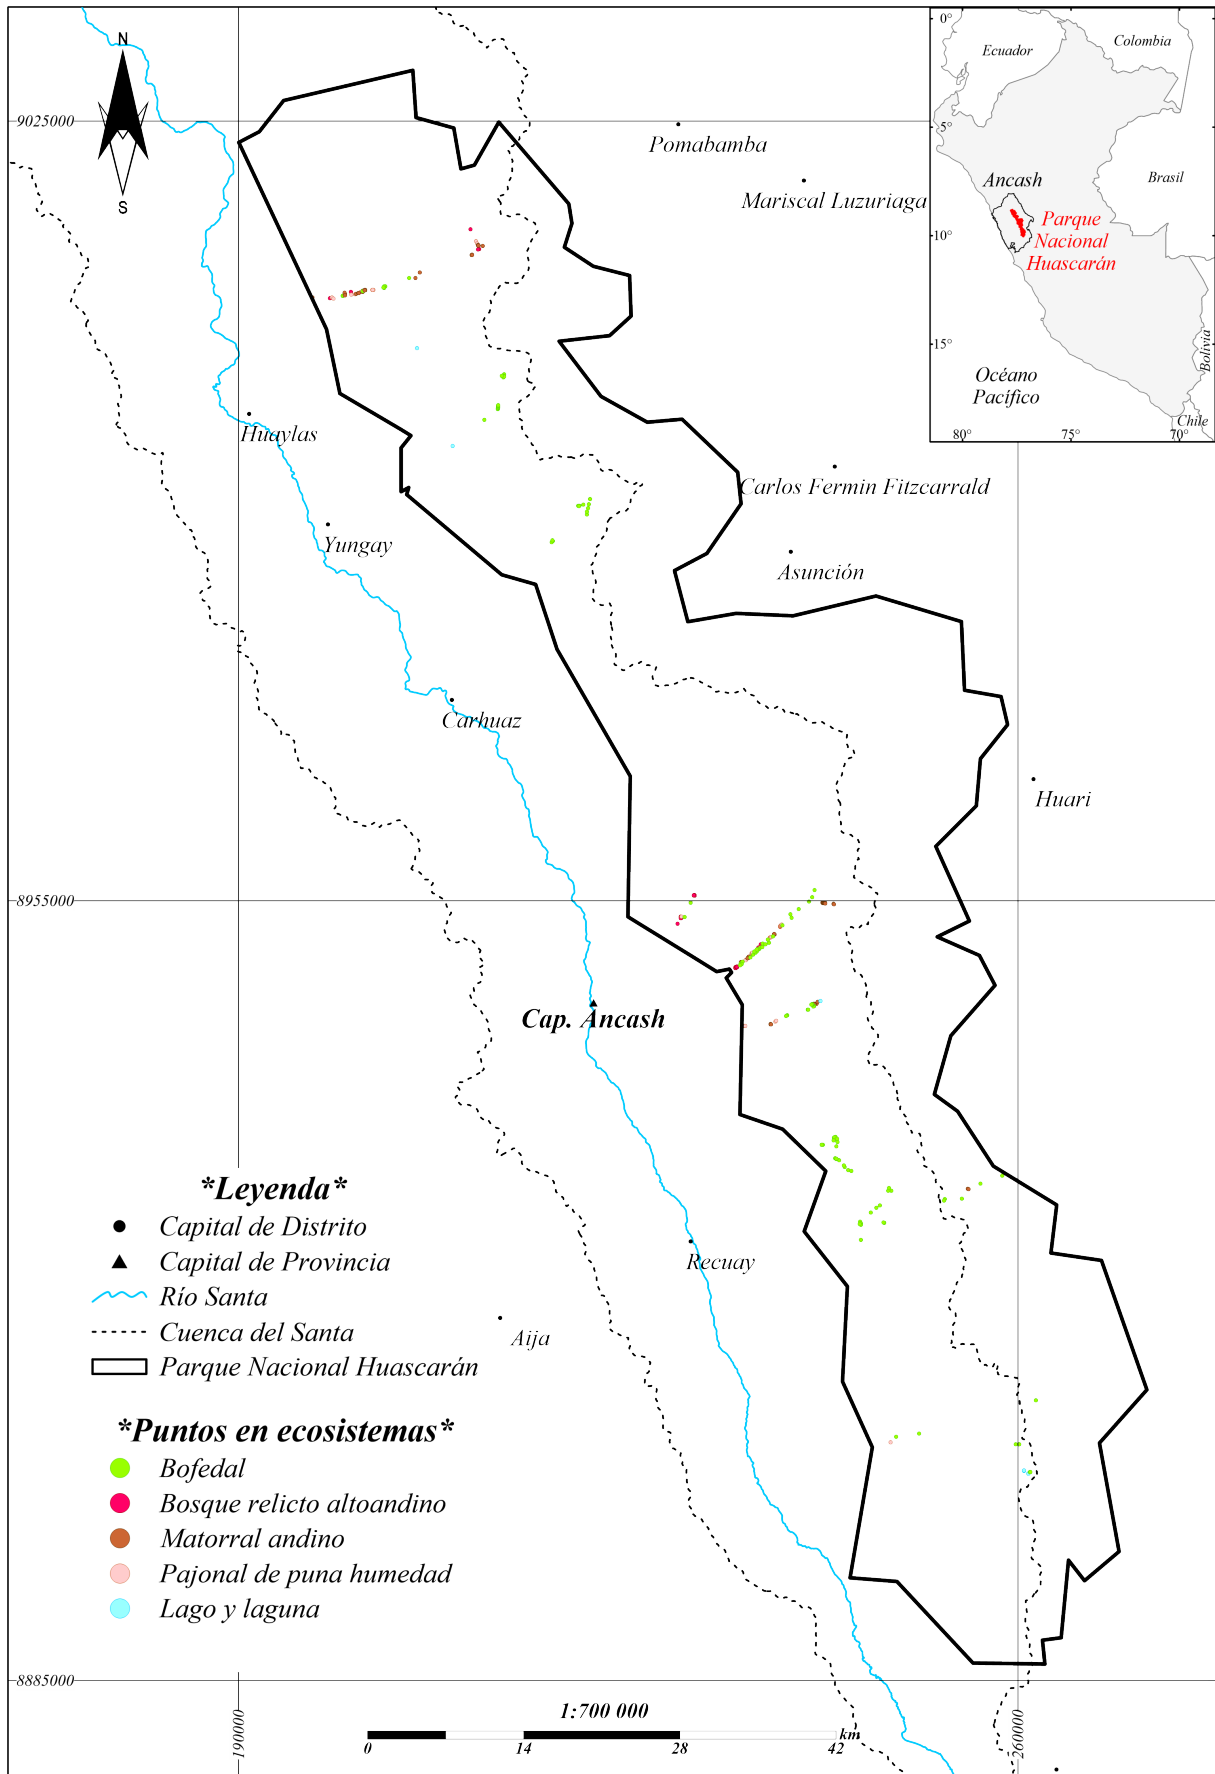 N
S
9025000
8955000
8885000
190000
260000
Pomabamba
Mariscal Luzuriaga
Huaylas
Carlos Fermin Fitzcarrald
Yungay
Asunción
Carhuaz
Huari
Cap. Ancash
Recuay
Aija
0°
5°
10°
15°
80°
75°
70°
Ecuador
Colombia
Brasil
Bolivia
Chile
Ancash
Parque
Nacional
Huascarán
Océano
Pacífico
*Leyenda*
Capital de Distrito
Capital de Provincia
Río Santa
Cuenca del Santa
Parque Nacional Huascarán
*Puntos en ecosistemas*
Bofedal
Bosque relicto altoandino
Matorral andino
Pajonal de puna humedad
Lago y laguna
1:700 000
0 14 28 42 km